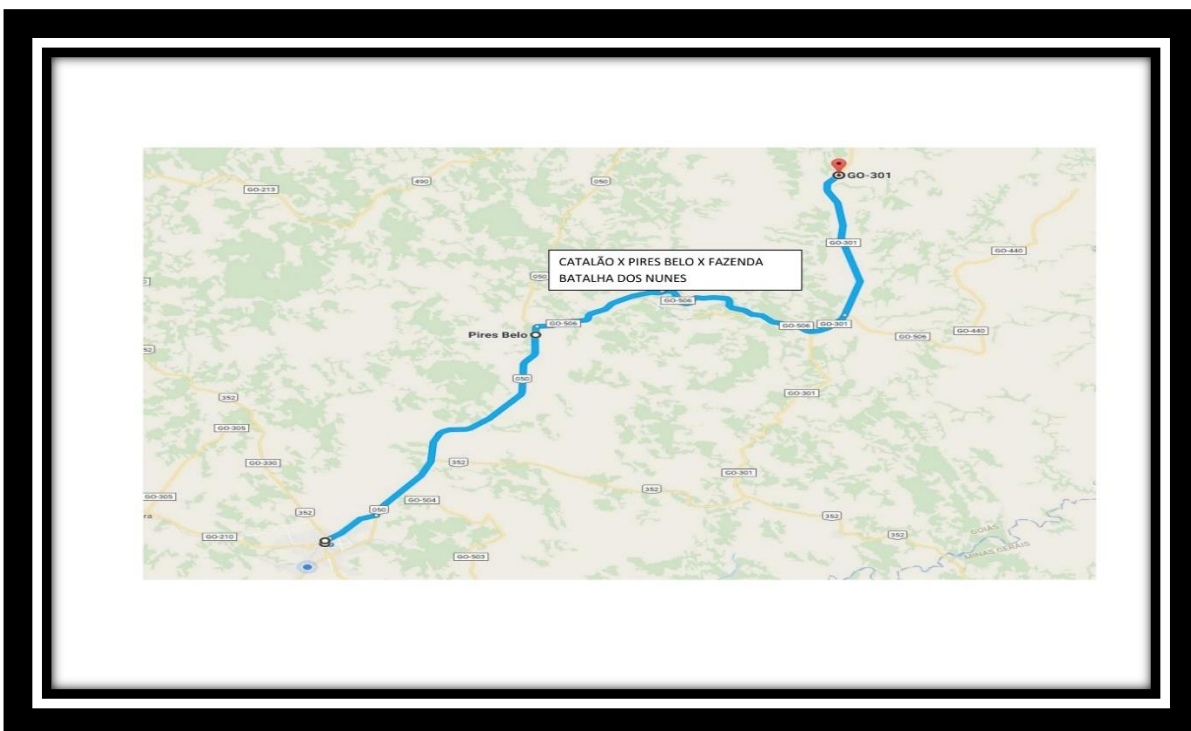 490
050
GO-213
GO-301
GO-301
GO-440
CATALÃO X PIRES BELO X FAZENDA
BATALHA DOS NUNES
050
GO-506
GO-506
GO-506
GO-301
Pires Belo
GO-506
GO-440
52
050
352
GO-301
GO-305
GO-330
352
GO-301
352
GO-305
GO-504
352
050
352
ra
GO-210
352
GOIÁS
MINAS GERAIS
GO-503